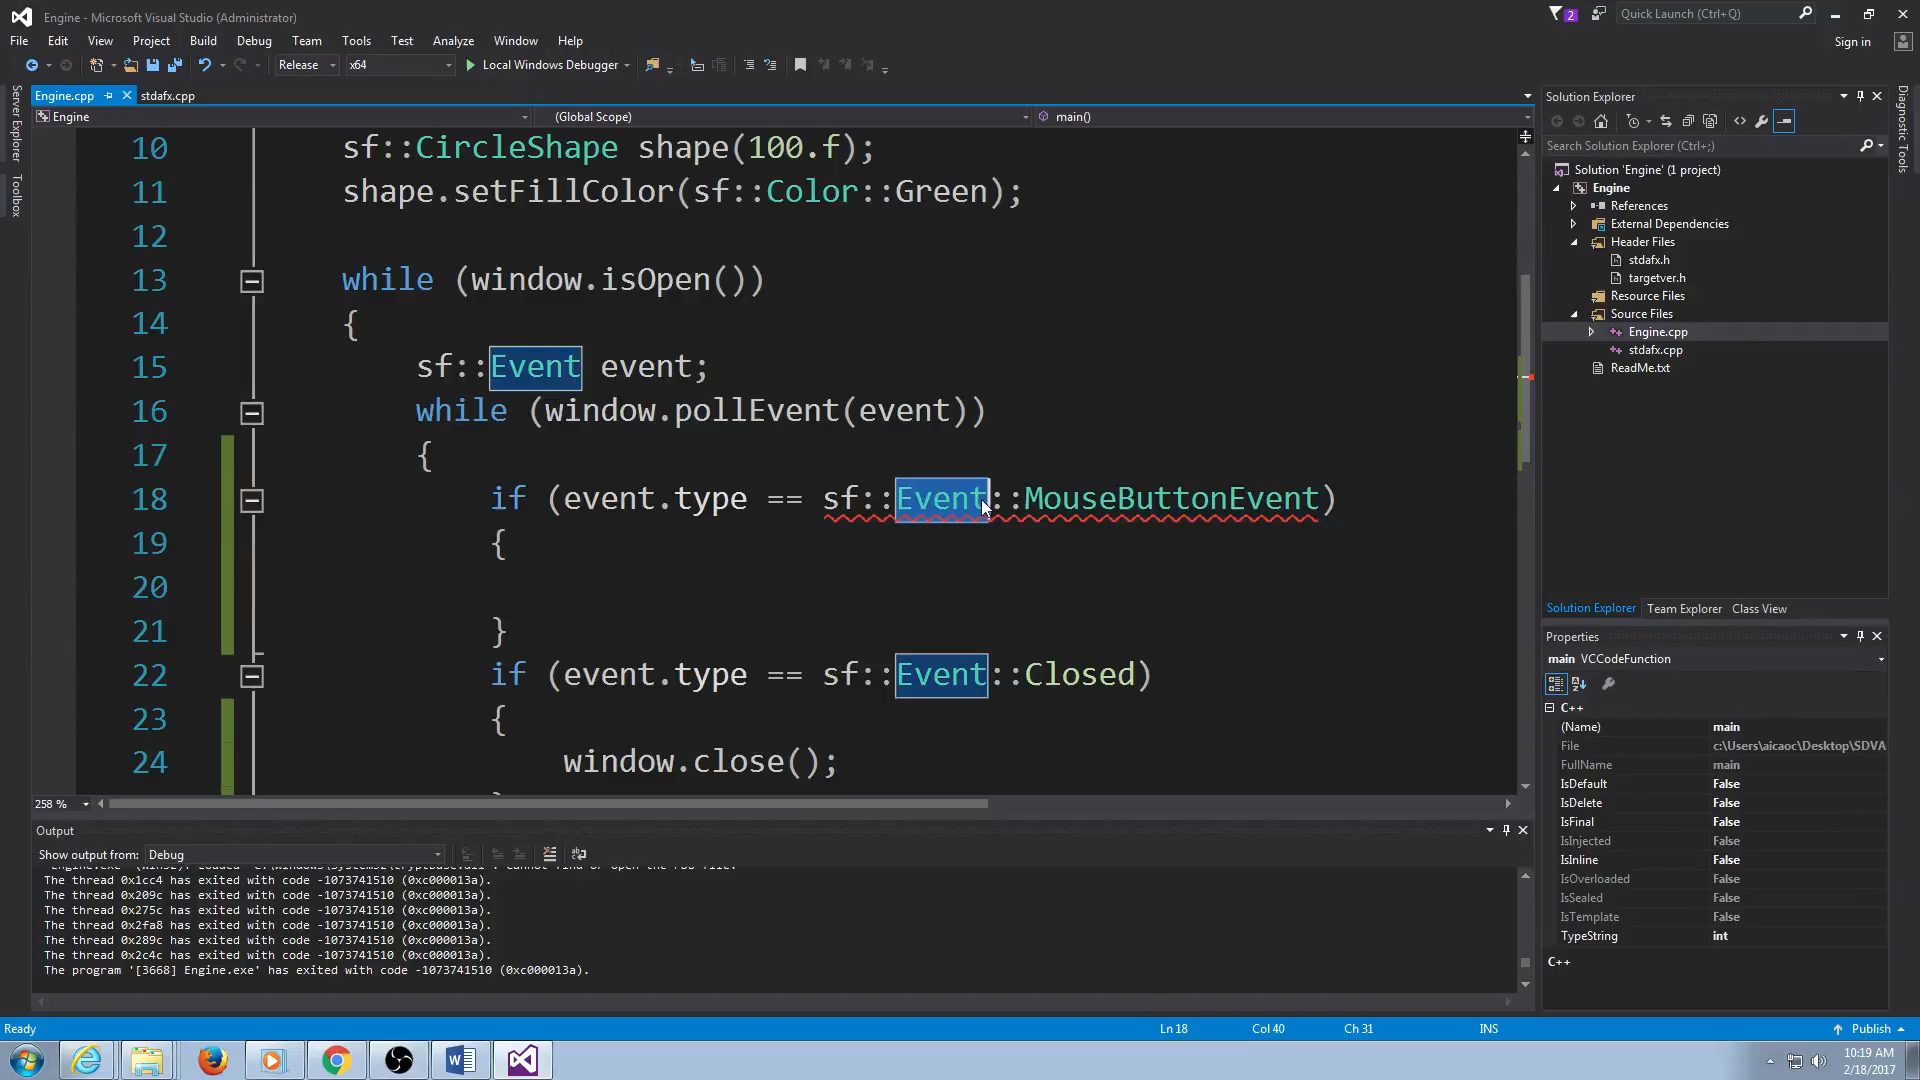 Engine - Microsoft Visual Studio (Administrator)
2
Quick Launch (Ctrl+Q)
File Edit View Project Build Debug Team Tools Test Analyze Window Help
Sign in
Release x64 Local Windows Debugger
Server Explorer
Toolbox
Engine.cpp stdafx.cpp
Engine (Global Scope) main()
10 sf::CircleShape shape(100.f);
11 shape.setFillColor(sf::Color::Green);
12
13 while (window.isOpen())
14 {
15 sf::Event event;
16 while (window.pollEvent(event))
17 {
18 if (event.type == sf::Event::MouseButtonEvent)
19 {
20
21 }
22 if (event.type == sf::Event::Closed)
23 {
24 window.close();
258 %
Output
Show output from: Debug
The thread 0x1cc4 has exited with code -1073741510 (0xc000013a).
The thread 0x209c has exited with code -1073741510 (0xc000013a).
The thread 0x275c has exited with code -1073741510 (0xc000013a).
The thread 0x2fa8 has exited with code -1073741510 (0xc000013a).
The thread 0x289c has exited with code -1073741510 (0xc000013a).
The thread 0x2c4c has exited with code -1073741510 (0xc000013a).
The program '[3668] Engine.exe' has exited with code -1073741510 (0xc000013a).
Solution Explorer
Search Solution Explorer (Ctrl+;)
Solution 'Engine' (1 project)
Engine
References
External Dependencies
Header Files
stdafx.h
targetver.h
Resource Files
Source Files
Engine.cpp
stdafx.cpp
ReadMe.txt
Solution Explorer Team Explorer Class View
Properties
main VCCodeFunction
C++
(Name) main
File c:\Users\aicaoc\Desktop\SDVA
FullName main
IsDefault False
IsDelete False
IsFinal False
IsInjected False
IsInline False
IsOverloaded False
IsSealed False
IsTemplate False
TypeString int
C++
Diagnostic Tools
Ready Ln 18 Col 40 Ch 31 INS Publish
10:19 AM
2/18/2017